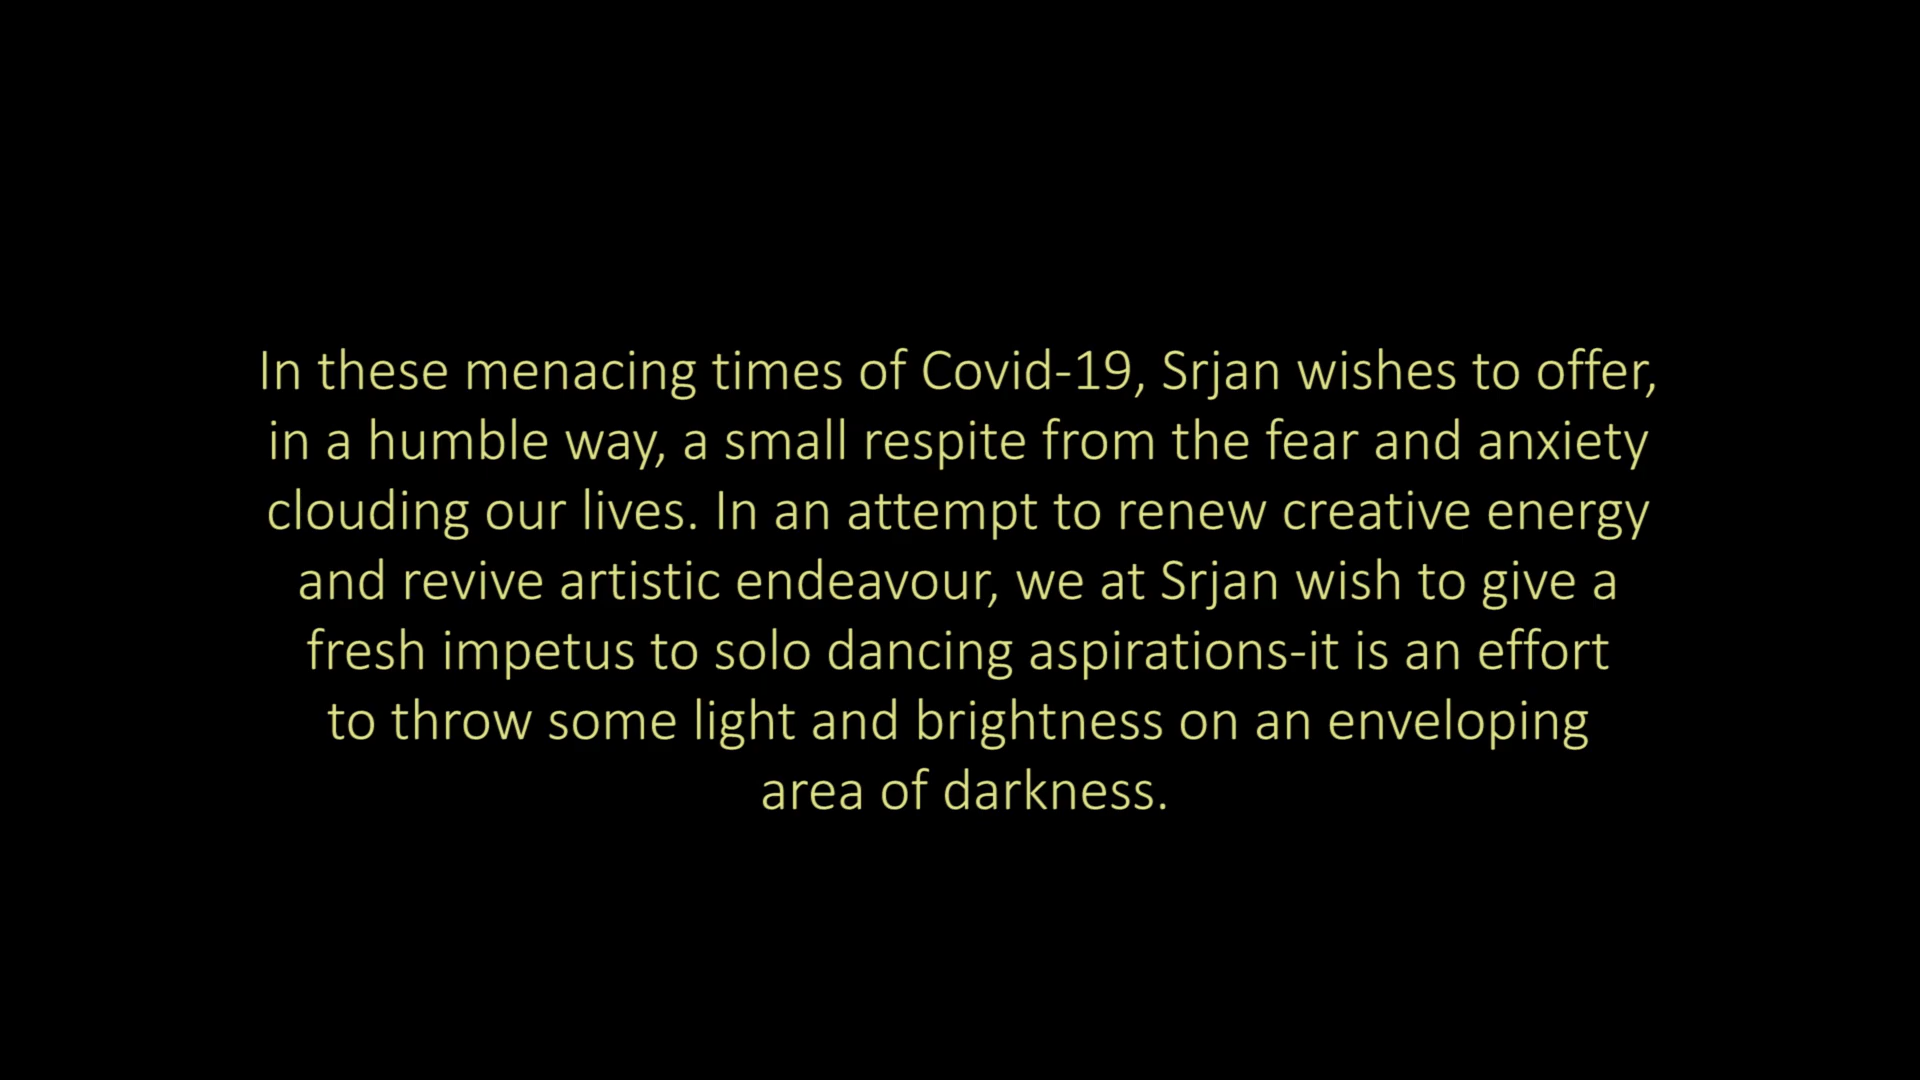 In these menacing times of Covid-19, Srjan wishes to offer,
in a humble way, a small respite from the fear and anxiety
clouding our lives. In an attempt to renew creative energy
and revive artistic endeavour, we at Srjan wish to give a
fresh impetus to solo dancing aspirations-it is an effort
to throw some light and brightness on an enveloping
area of darkness.